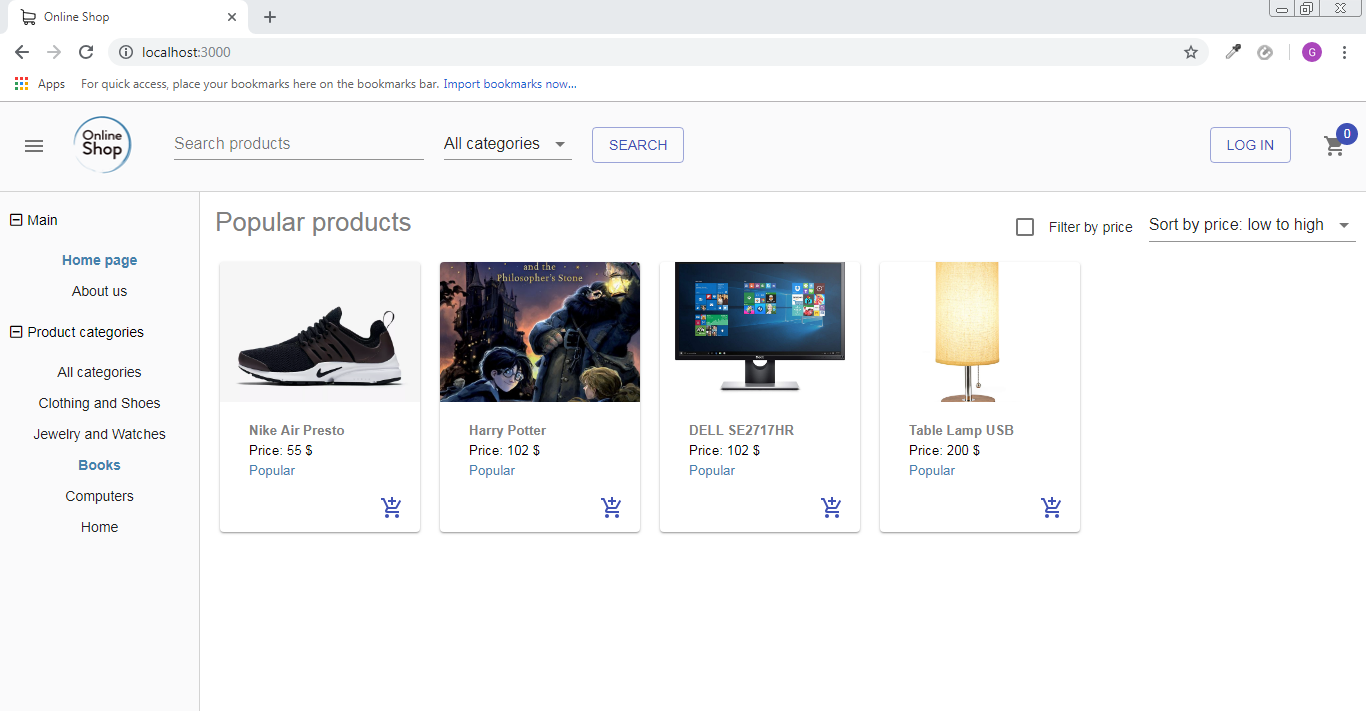 Online Shop
localhost:3000
G
Apps For quick access, place your bookmarks here on the bookmarks bar. Import bookmarks now...
Online
Shop
Search products
All categories
SEARCH
LOG IN
0
Main
Home page
About us
Product categories
All categories
Clothing and Shoes
Jewelry and Watches
Books
Computers
Home
Popular products
Filter by price
Sort by price: low to high
Nike Air Presto
Price: 55 $
Popular
and the
Philosopher's Stone
Harry Potter
Price: 102 $
Popular
DELL
DELL SE2717HR
Price: 102 $
Popular
Table Lamp USB
Price: 200 $
Popular